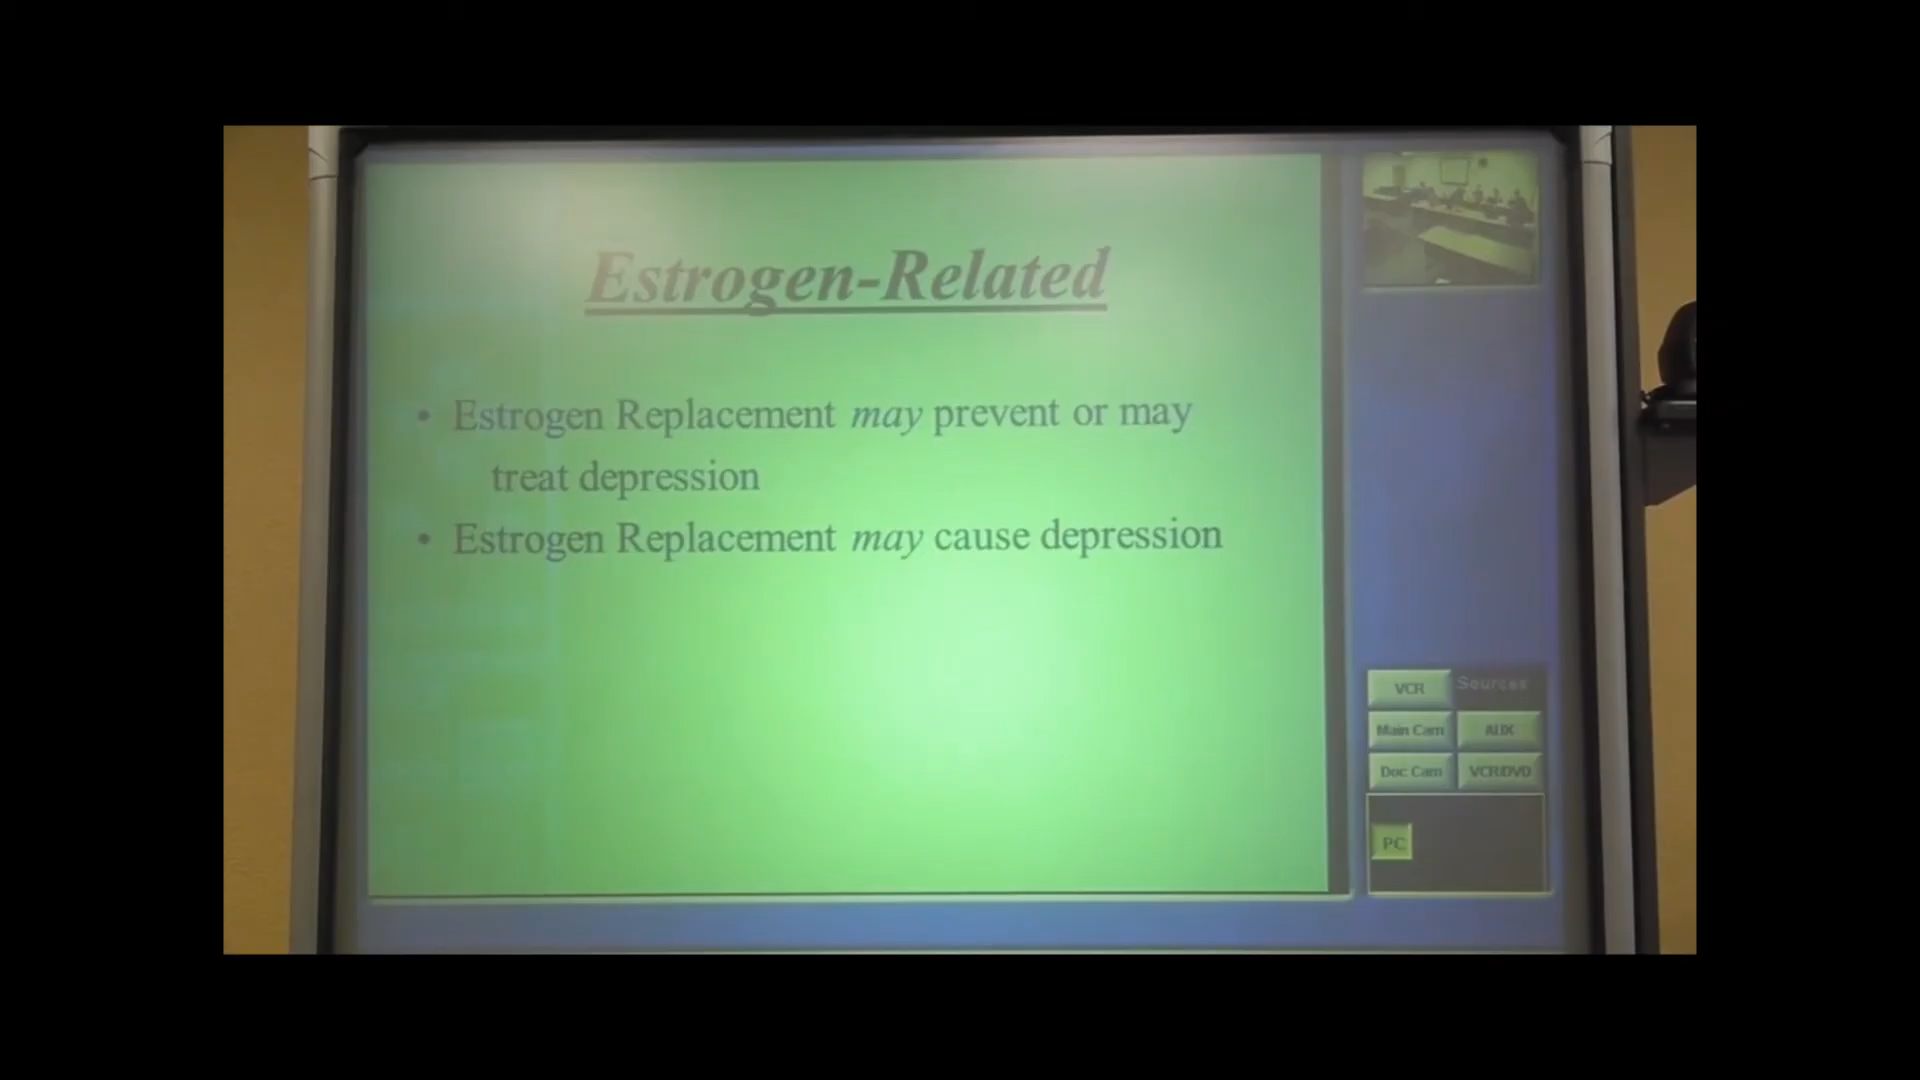 Estrogen-Related
• Estrogen Replacement may prevent or may
treat depression
• Estrogen Replacement may cause depression
VCR Sources
Main Cam AUX
Doc Cam VCR/DVD
PC